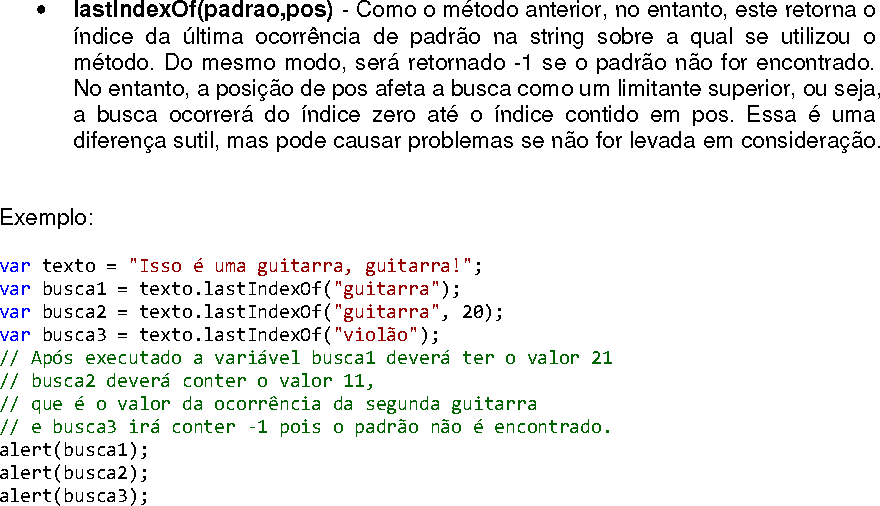 • lastIndexOf(padrao,pos) - Como o método anterior, no entanto, este retorna o
índice da última ocorrência de padrão na string sobre a qual se utilizou o
método. Do mesmo modo, será retornado -1 se o padrão não for encontrado.
No entanto, a posição de pos afeta a busca como um limitante superior, ou seja,
a busca ocorrerá do índice zero até o índice contido em pos. Essa é uma
diferença sutil, mas pode causar problemas se não for levada em consideração.
Exemplo:
var texto = "Isso é uma guitarra, guitarra!";
var busca1 = texto.lastIndexOf("guitarra");
var busca2 = texto.lastIndexOf("guitarra", 20);
var busca3 = texto.lastIndexOf("violão");
// Após executado a variável busca1 deverá ter o valor 21
// busca2 deverá conter o valor 11,
// que é o valor da ocorrência da segunda guitarra
// e busca3 irá conter -1 pois o padrão não é encontrado.
alert(busca1);
alert(busca2);
alert(busca3);